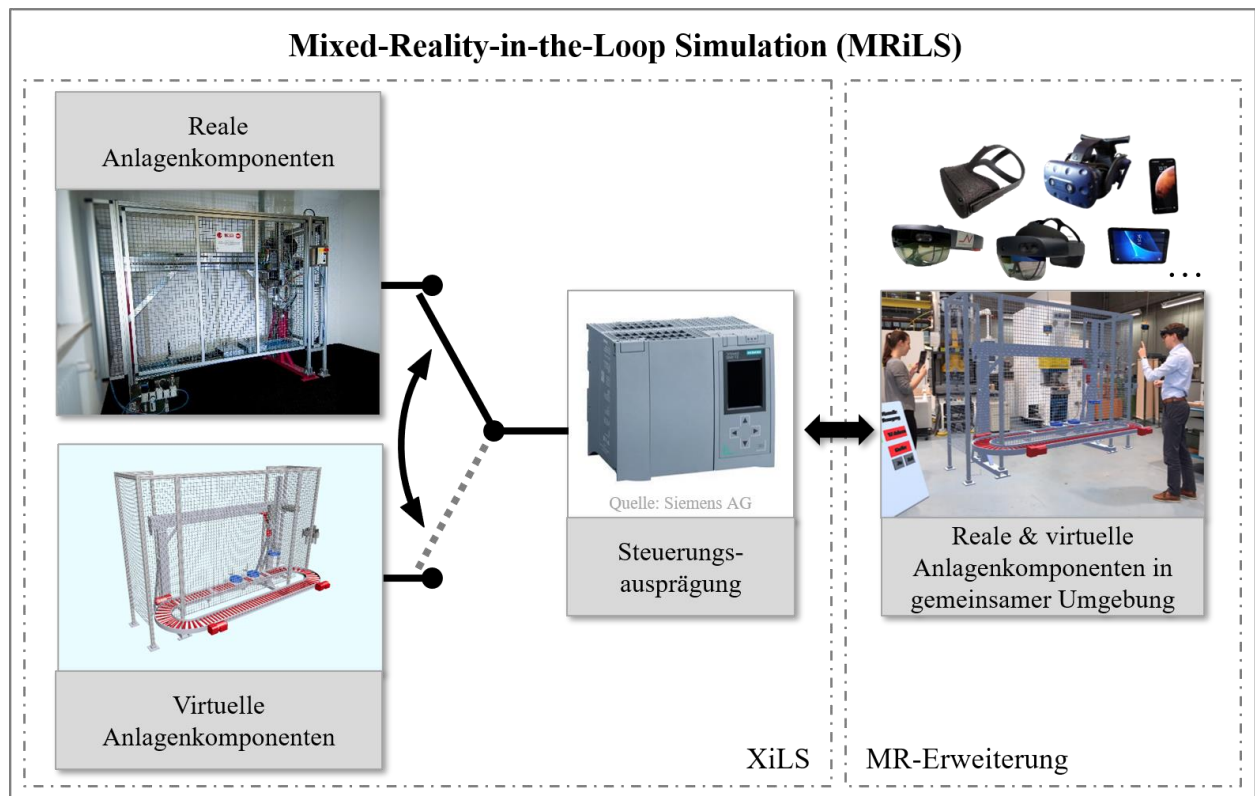 Mixed-Reality-in-the-Loop Simulation (MRiLS)
Reale
Anlagenkomponenten
Quelle: Siemens AG
Steuerungs-
ausprägung
Virtuelle
Anlagenkomponenten
XiLS
...
Reale & virtuelle
Anlagenkomponenten in
gemeinsamer Umgebung
MR-Erweiterung